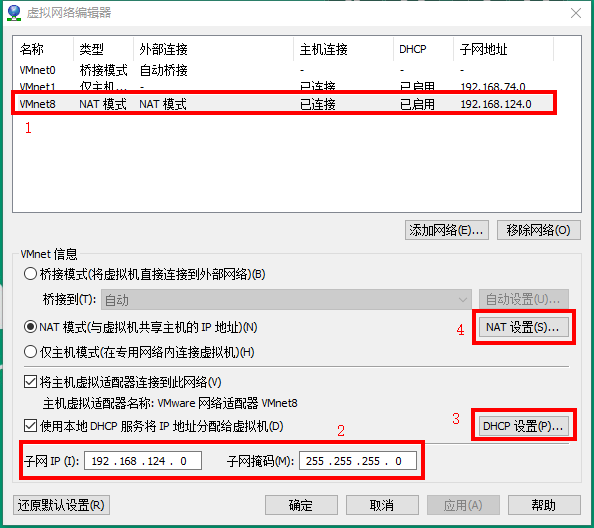 虚拟网络编辑器
名称 类型 外部连接 主机连接 DHCP 子网地址
VMnet0 桥接模式 自动桥接 - - -
VMnet1 仅主机... - 已连接 已启用 192.168.74.0
VMnet8 NAT 模式 NAT 模式 已连接 已启用 192.168.124.0
1
添加网络(E)... 移除网络(O)
VMnet 信息
桥接模式(将虚拟机直接连接到外部网络)(B)
桥接到(T): 自动 自动设置(U)...
NAT 模式(与虚拟机共享主机的 IP 地址)(N) 4 NAT 设置(S)...
仅主机模式(在专用网络内连接虚拟机)(H)
将主机虚拟适配器连接到此网络(V)
主机虚拟适配器名称: VMware 网络适配器 VMnet8
使用本地 DHCP 服务将 IP 地址分配给虚拟机(D) 3 DHCP 设置(P)...
2
子网 IP (I): 192 .168 .124 . 0 子网掩码(M): 255 .255 .255 . 0
还原默认设置(R) 确定 取消 应用(A) 帮助